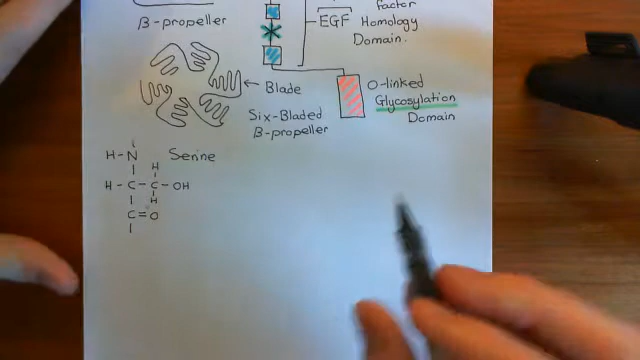 factor
EGF Homology
Domain.
β-propeller
Blade
O-linked
Glycosylation
Domain
Six-Bladed
β-propeller
Serine
H-N
H
H-C-C-OH
H
C=O